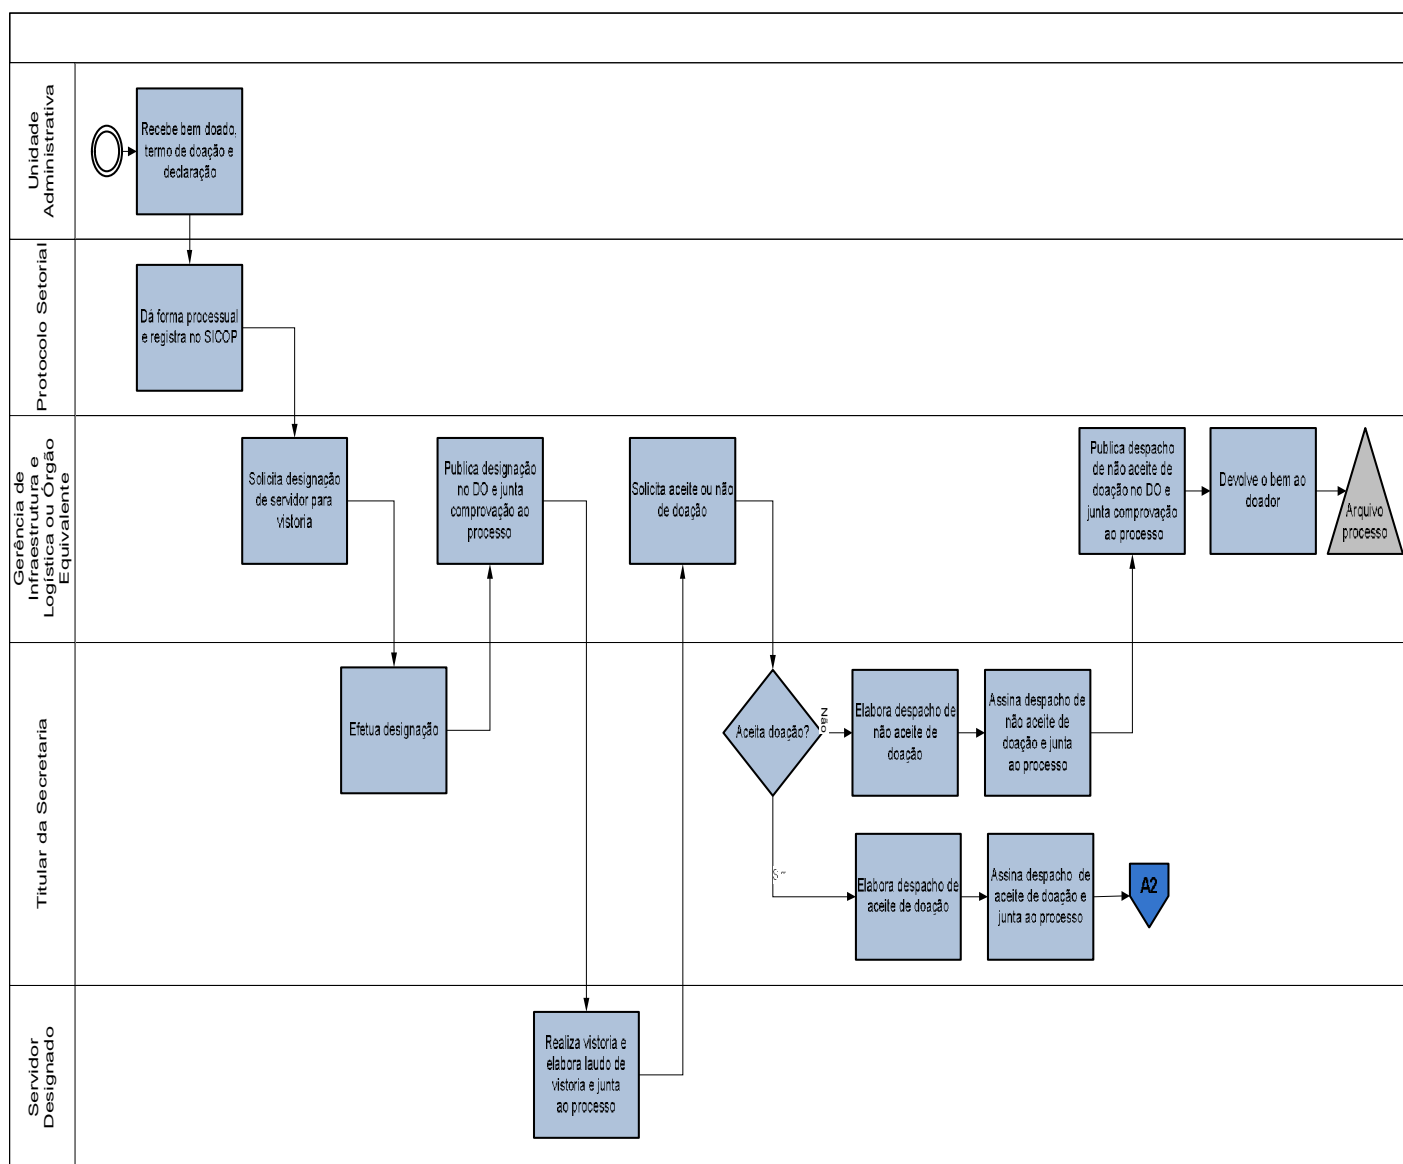 Unidade
Administrativa
Recebe bem doado,
termo de doação e
declaração
Protocolo Setorial
Dá forma processual
e registra no SICOP
Gerência de
Infraestrutura e
Logística ou Órgão
Equivalente
Solicita designação
de servidor para
vistoria
Publica designação
no DO e junta
comprovação ao
processo
Solicita aceite ou não
de doação
Publica despacho
de não aceite de
doação no DO e
junta comprovação
ao processo
Devolve o bem ao
doador
Arquivo
processo
Titular da Secretaria
Efetua designação
Aceita doação?
Não
Elabora despacho de
não aceite de
doação
Assina despacho de
não aceite de
doação e junta
ao processo
Elabora despacho de
aceite de doação
Assina despacho de
aceite de doação e
junta ao processo
A2
Servidor
Designado
Realiza vistoria e
elabora laudo de
vistoria e junta
ao processo